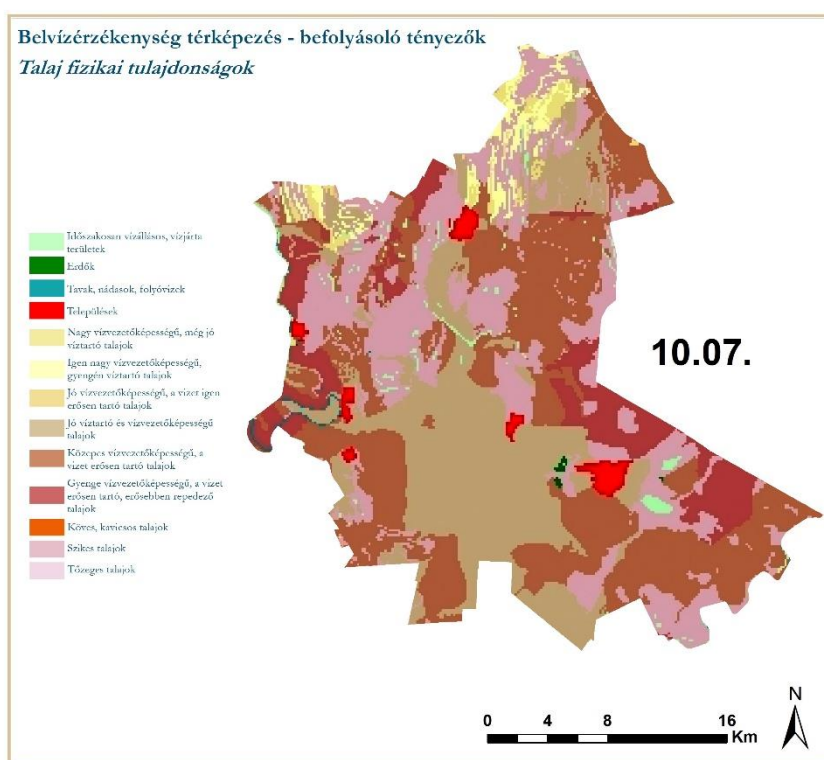 Belvízérzékenység térképezés - befolyásoló tényezők
Talaj fizikai tulajdonságok
Időszakosan vízállásos, vízjárta
területek
Erdők
Tavak, nádasok, folyóvizek
Települések
Nagy vízvezetőképességű, még jó
víztartó talajok
Igen nagy vízvezetőképességű,
gyengén víztartó talajok
Jó vízvezetőképességű, a vizet igen
erősen tartó talajok
Jó víztartó és vízvezetőképességű
talajok
Közepes vízvezetőképességű, a
vizet erősen tartó talajok
Gyenge vízvezetőképességű, a vizet
erősen tartó, erősebben repedező
talajok
Köves, kavicsos talajok
Szikes talajok
Tőzeges talajok
10.07.
N
0 4 8 16
Km